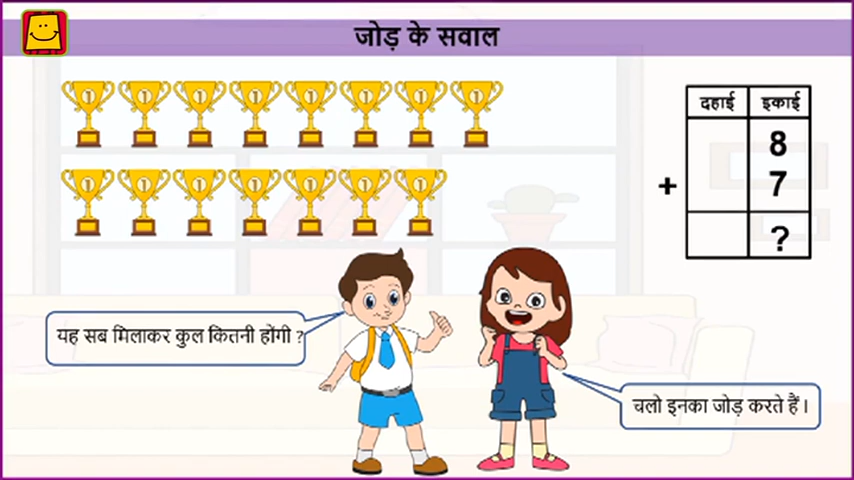 जोड़ के सवाल
दहाई इकाई
8
+ 7
?
यह सब मिलाकर कुल कितनी होंगी ?
चलो इनका जोड़ करते हैं ।